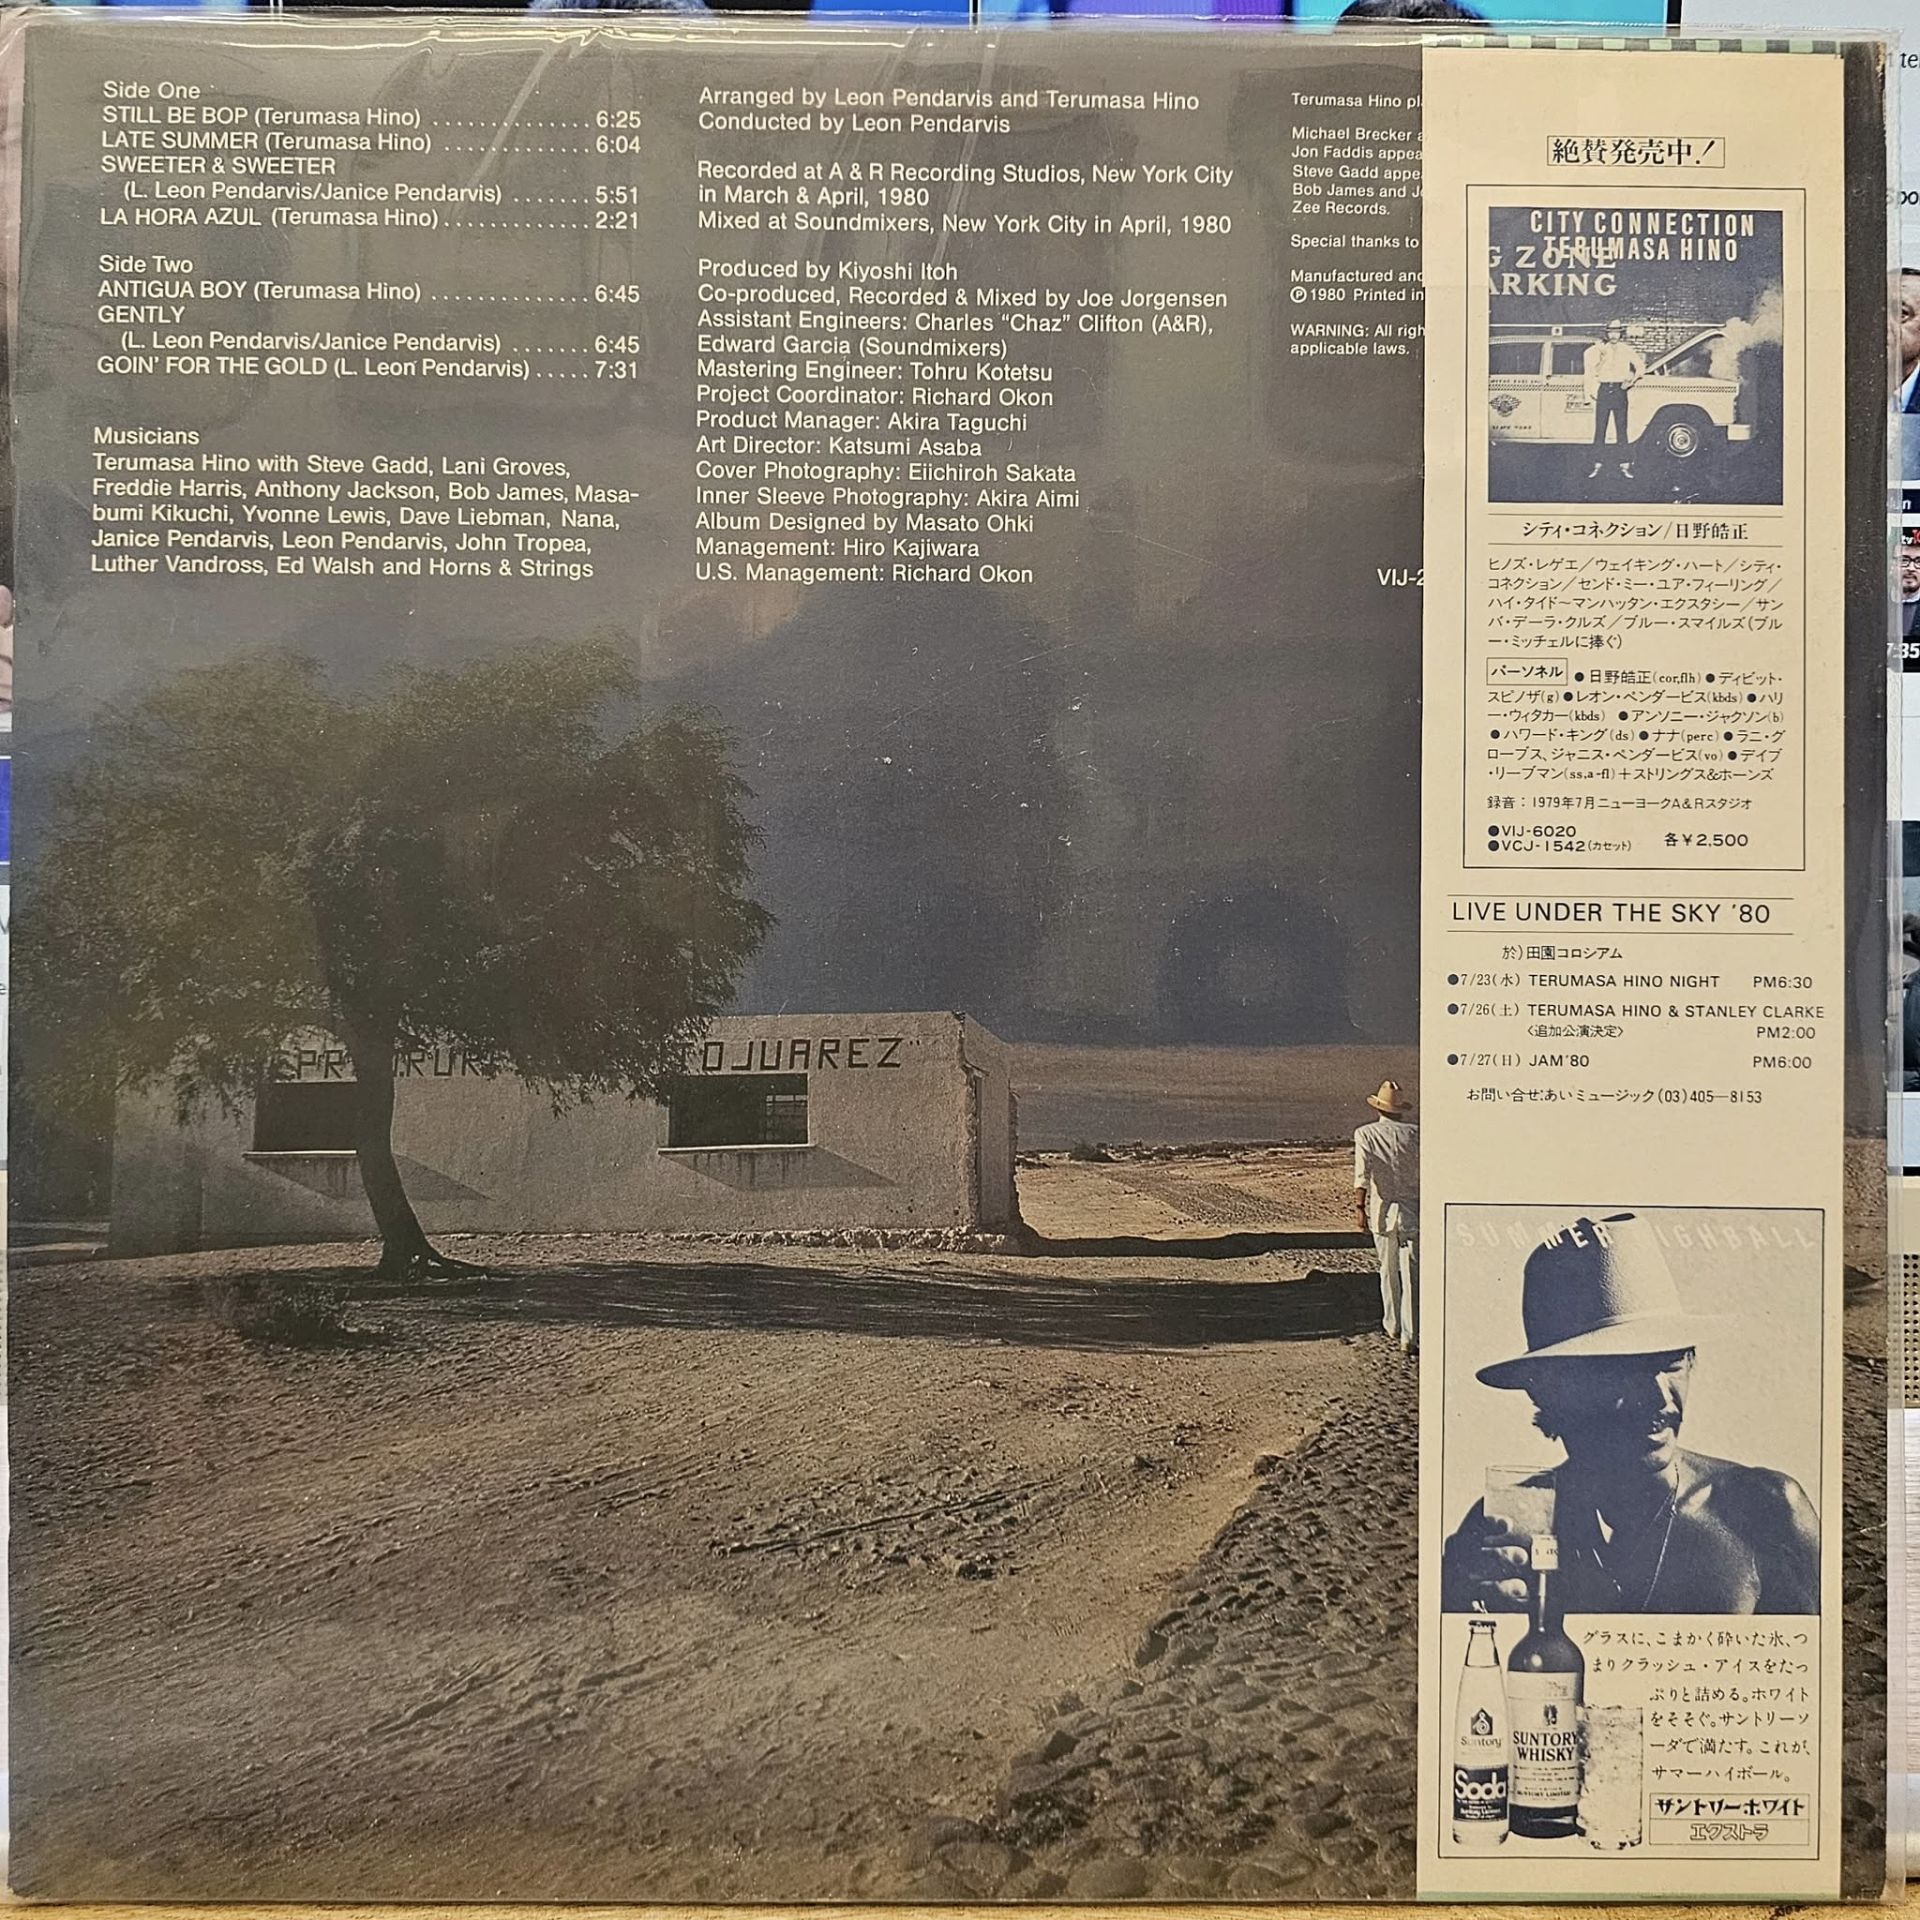 Side One
STILL BE BOP (Terumasa Hino) .............. 6:25
LATE SUMMER (Terumasa Hino) ............. 6:04
SWEETER & SWEETER
(L. Leon Pendarvis/Janice Pendarvis) ....... 5:51
LA HORA AZUL (Terumasa Hino) ............. 2:21
Side Two
ANTIGUA BOY (Terumasa Hino) .............. 6:45
GENTLY
(L. Leon Pendarvis/Janice Pendarvis) ....... 6:45
GOIN' FOR THE GOLD (L. Leon Pendarvis) ..... 7:31
Musicians
Terumasa Hino with Steve Gadd, Lani Groves,
Freddie Harris, Anthony Jackson, Bob James, Masa-
bumi Kikuchi, Yvonne Lewis, Dave Liebman, Nana,
Janice Pendarvis, Leon Pendarvis, John Tropea,
Luther Vandross, Ed Walsh and Horns & Strings
Arranged by Leon Pendarvis and Terumasa Hino
Conducted by Leon Pendarvis
Recorded at A & R Recording Studios, New York City
in March & April, 1980
Mixed at Soundmixers, New York City in April, 1980
Produced by Kiyoshi Itoh
Co-produced, Recorded & Mixed by Joe Jorgensen
Assistant Engineers: Charles "Chaz" Clifton (A&R),
Edward Garcia (Soundmixers)
Mastering Engineer: Tohru Kotetsu
Project Coordinator: Richard Okon
Product Manager: Akira Taguchi
Art Director: Katsumi Asaba
Cover Photography: Eiichiroh Sakata
Inner Sleeve Photography: Akira Aimi
Album Designed by Masato Ohki
Management: Hiro Kajiwara
U.S. Management: Richard Okon
Terumasa Hino pl
Michael Brecker a
Jon Faddis appea
Steve Gadd appe
Bob James and J
Zee Records.
Special thanks to
Manufactured and
Ⓟ 1980 Printed in
WARNING: All righ
applicable laws.
VIJ-2
OJUAREZ"
絶賛発売中!
CITY CONNECTION
TERUMASA HINO
G ZONE
ARKING
シティ・コネクション/日野皓正
ヒノズ・レゲエ/ウェイキング・ハート/シティ・
コネクション/センド・ミー・ユア・フィーリング/
ハイ・タイド〜マンハッタン・エクスタシー/サン
バ・デーラ・クルズ/ブルー・スマイルズ(ブル
ー・ミッチェルに捧ぐ)
パーソネル ●日野皓正(cor,flh)●デイビット・
スピノザ(g)●レオン・ペンダービス(kbds)●ハリ
ー・ウィタカー(kbds) ●アンソニー・ジャクソン(b)
●ハワード・キング(ds)●ナナ(perc)●ラニ・グ
ローブス、ジャニス・ペンダービス(vo)●デイブ
・リーブマン(ss,a-fl)+ストリングス&ホーンズ
録音:1979年7月ニューヨークA&Rスタジオ
●VIJ-6020
●VCJ-1542(カセット) 各¥2,500
LIVE UNDER THE SKY '80
於)田園コロシアム
●7/23(水) TERUMASA HINO NIGHT PM6:30
●7/26(土) TERUMASA HINO & STANLEY CLARKE
〈追加公演決定〉 PM2:00
●7/27(日) JAM'80 PM6:00
お問い合せ:あいミュージック(03)405—8153
SUMMER HIGHBALL
グラスに、こまかく砕いた氷、つ
まりクラッシュ・アイスをたっ
ぷりと詰める。ホワイト
をそそぐ。サントリーソ
ーダで満たす。これが、
サマーハイボール。
Suntory
Soda
SUNTORY
WHISKY
サントリーホワイト
エクストラ